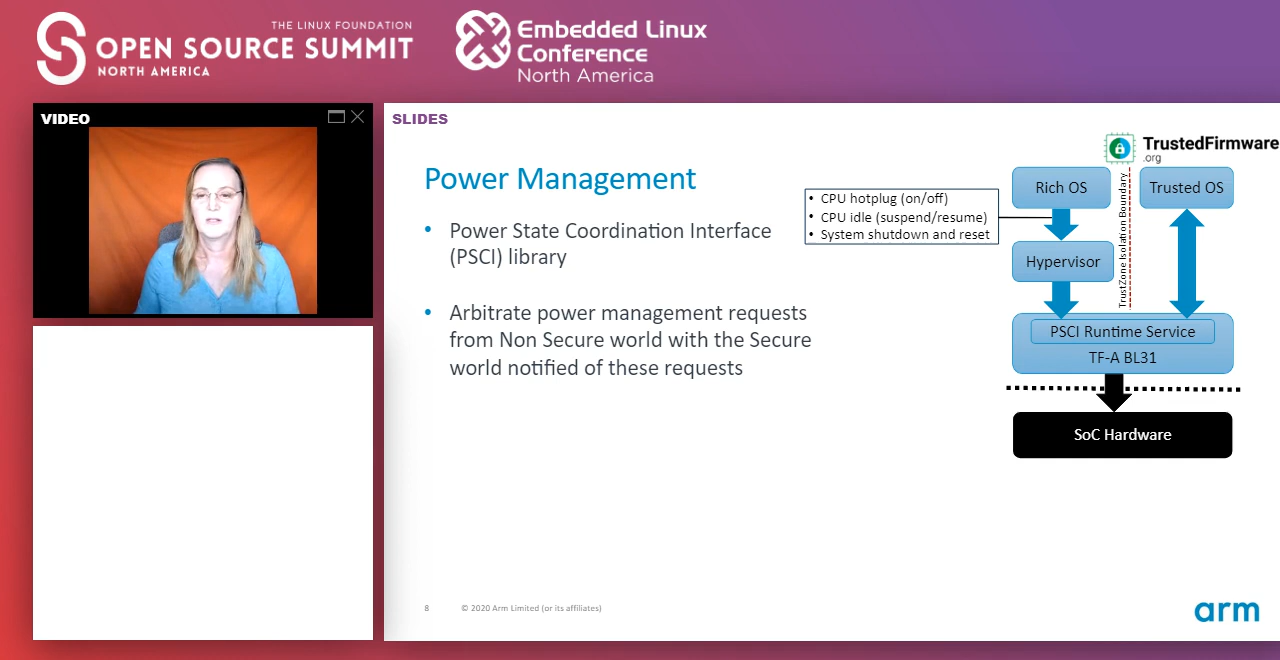 THE LINUX FOUNDATION
OPEN SOURCE SUMMIT
NORTH AMERICA
Embedded Linux
Conference
North America
VIDEO
SLIDES
TrustedFirmware
.org
Power Management
• Power State Coordination Interface
(PSCI) library
• Arbitrate power management requests
from Non Secure world with the Secure
world notified of these requests
• CPU hotplug (on/off)
• CPU idle (suspend/resume)
• System shutdown and reset
Rich OS
Trusted OS
TrustZone Isolation Boundary
Hypervisor
PSCI Runtime Service
TF-A BL31
SoC Hardware
8
© 2020 Arm Limited (or its affiliates)
arm